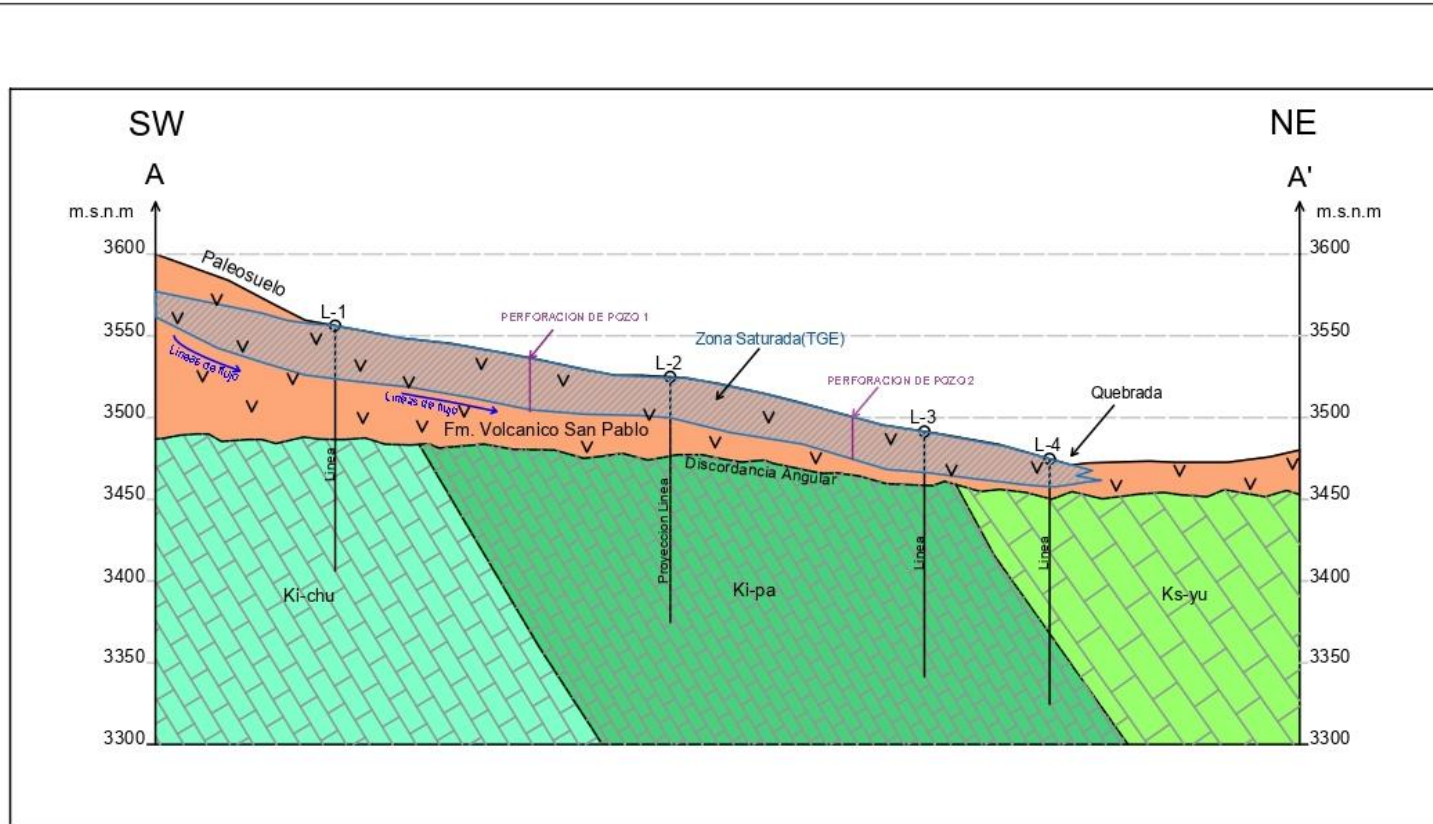 SW
NE
A
A'
m.s.n.m
m.s.n.m
3600
3600
Paleosuelo
L-1
PERFORACION DE POZO 1
3550
3550
Zona Saturada(TGE)
Lineas de flujo
L-2
PERFORACION DE POZO 2
Quebrada
Lineas de flujo
3500
3500
L-3
Fm. Volcanico San Pablo
L-4
Discordancia Angular
Linea
3450
3450
Proyeccion Linea
Linea
Linea
3400
3400
Ki-chu
Ki-pa
Ks-yu
3350
3350
3300
3300